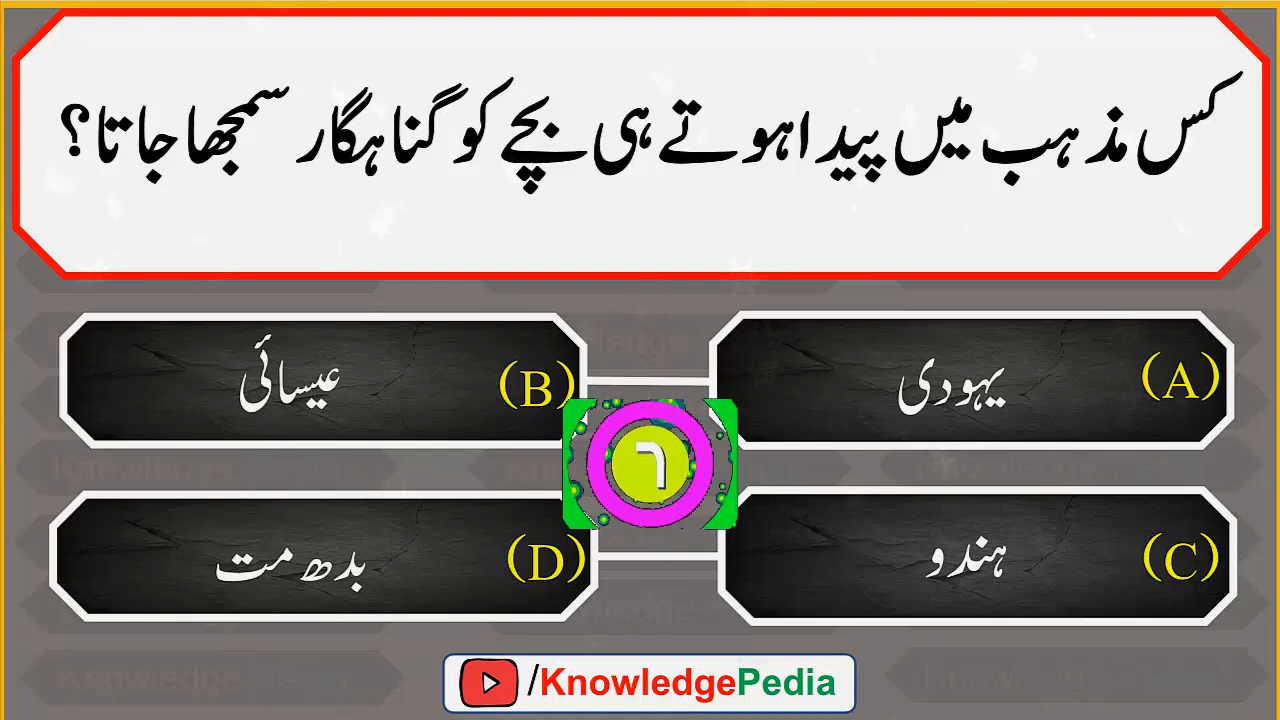 کس مذہب میں پیدا ہوتے ہی بچے کو گناہگار سمجھا جاتا؟
(A) یہودی
(B) عیسائی
(C) ہندو
(D) بدھ مت
٦
/KnowledgePedia